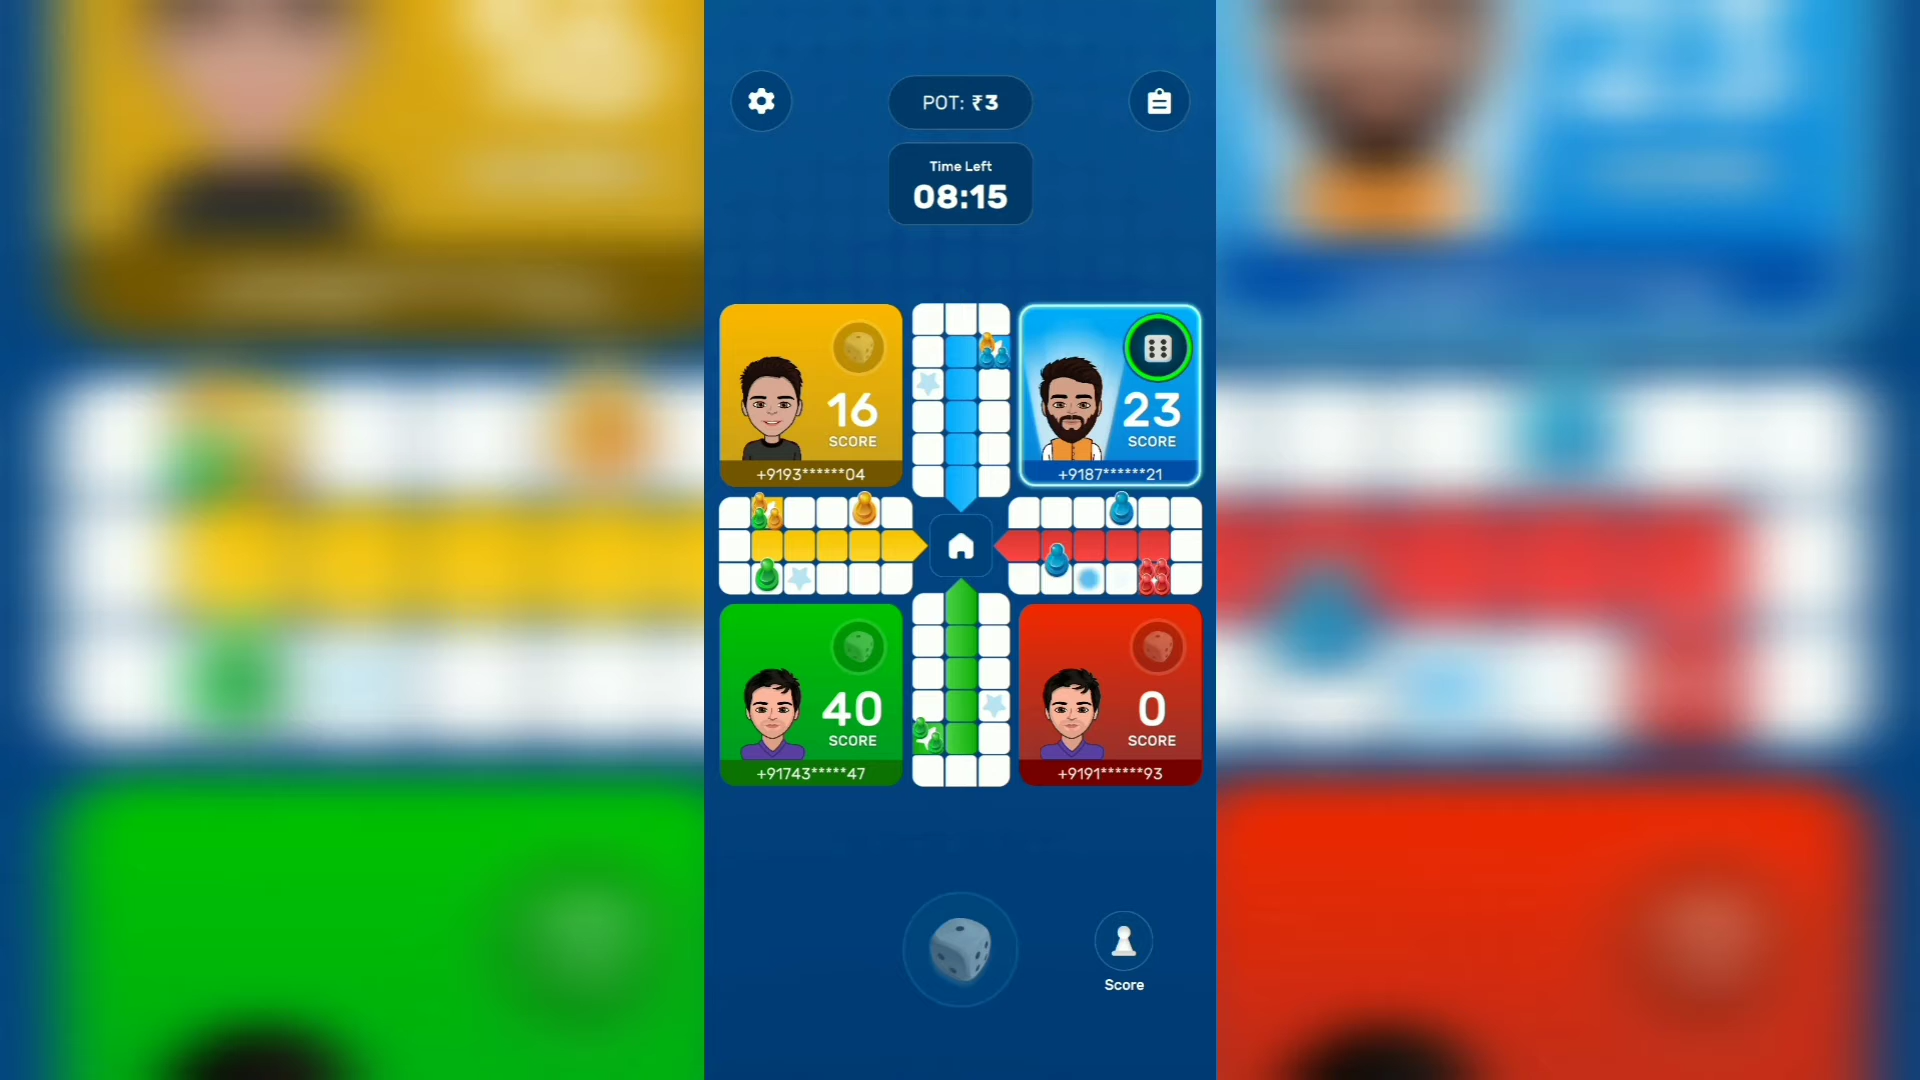 POT: ₹3
Time Left
08:15
16
SCORE
+9193******04
23
SCORE
+9187******21
40
SCORE
+91743*****47
0
SCORE
+9191******93
Score